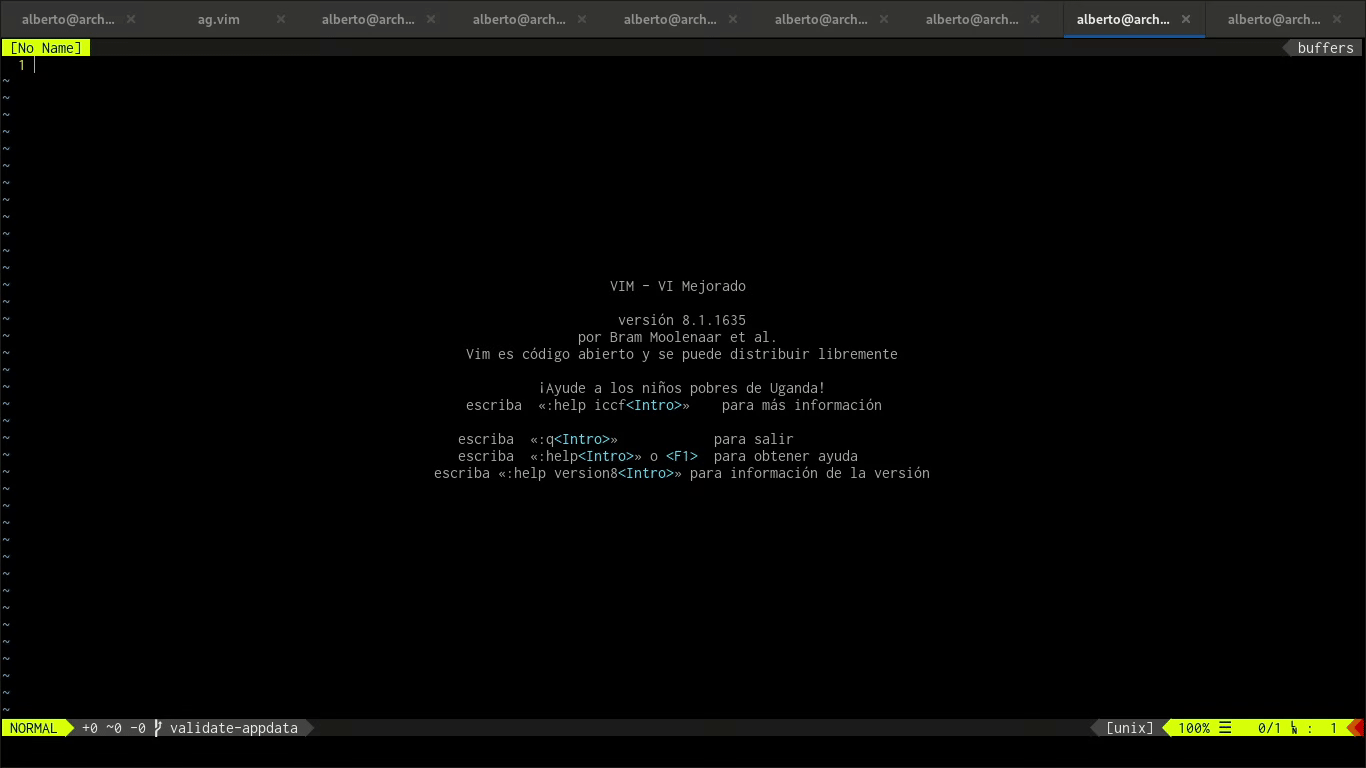 alberto@arch... × ag.vim × alberto@arch... × alberto@arch... × alberto@arch... × alberto@arch... × alberto@arch... × alberto@arch... × alberto@arch... ×
[No Name] buffers
1
~
~
~
~
~
~
~
~
~
~
~
~
~ VIM - VI Mejorado
~
~ versión 8.1.1635
~ por Bram Moolenaar et al.
~ Vim es código abierto y se puede distribuir libremente
~
~ ¡Ayude a los niños pobres de Uganda!
~ escriba «:help iccf<Intro>» para más información
~
~ escriba «:q<Intro>» para salir
~ escriba «:help<Intro>» o <F1> para obtener ayuda
~ escriba «:help version8<Intro>» para información de la versión
~
~
~
~
~
~
~
~
~
~
~
~
~
~
NORMAL +0 ~0 -0 validate-appdata [unix] 100% ☰ 0/1 : 1